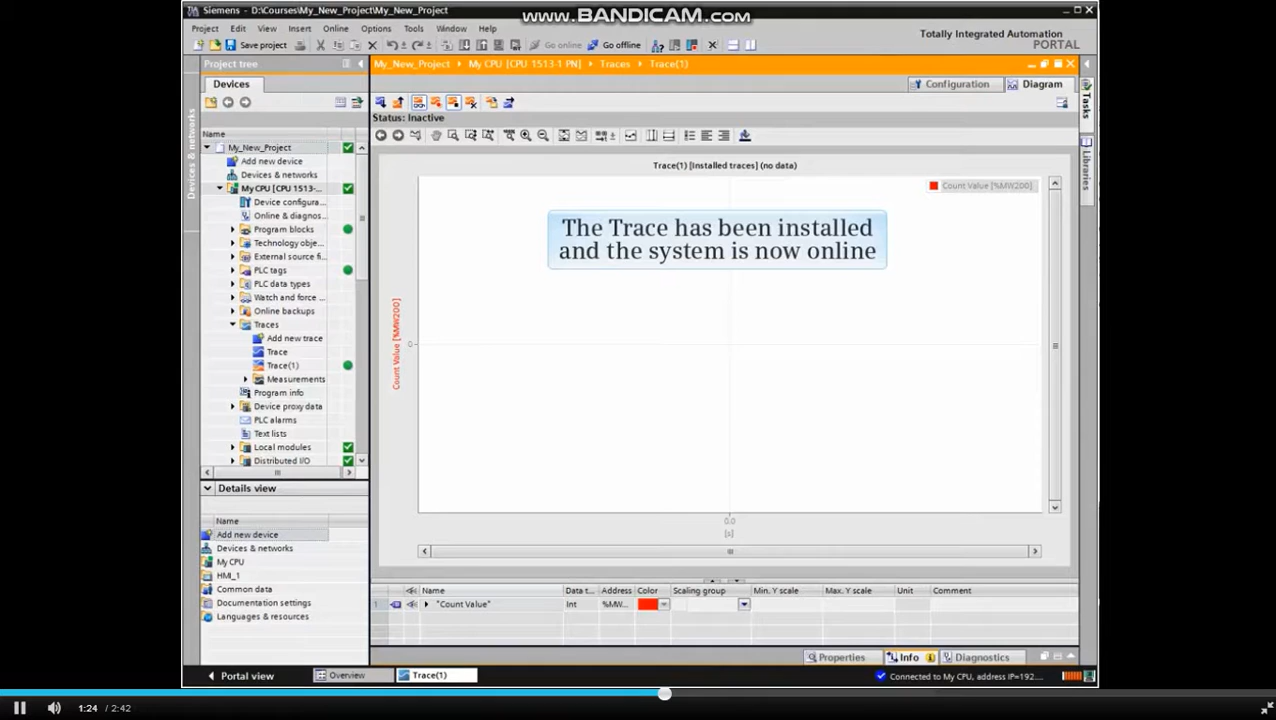 Siemens - D:\Courses\My_New_Project\My_New_Project
www.BANDICAM.com
Project Edit View Insert Online Options Tools Window Help
Totally Integrated Automation
PORTAL
Save project
Go online
Go offline
Project tree
My_New_Project
My CPU [CPU 1513-1 PN]
Traces
Trace(1)
Devices
Configuration
Diagram
Tasks
Libraries
Devices & networks
Status: Inactive
Name
My_New_Project
Add new device
Devices & networks
My CPU [CPU 1513-...
Device configura...
Online & diagnos...
Program blocks
Technology obje...
External source fi...
PLC tags
PLC data types
Watch and force ...
Online backups
Traces
Add new trace
Trace
Trace(1)
Measurements
Program info
Device proxy data
PLC alarms
Text lists
Local modules
Distributed I/O
Trace(1) [Installed traces] (no data)
Count Value [%MW200]
The Trace has been installed
and the system is now online
Count Value [%MW200]
0
0.0
[s]
Details view
Name
Add new device
Devices & networks
My CPU
HMI_1
Common data
Documentation settings
Languages & resources
Name Data t... Address Color Scaling group Min. Y scale Max. Y scale Unit Comment
1 "Count Value" Int %MW...
Properties
Info
Diagnostics
Portal view
Overview
Trace(1)
Connected to My CPU, address IP=192....
1:24 / 2:42